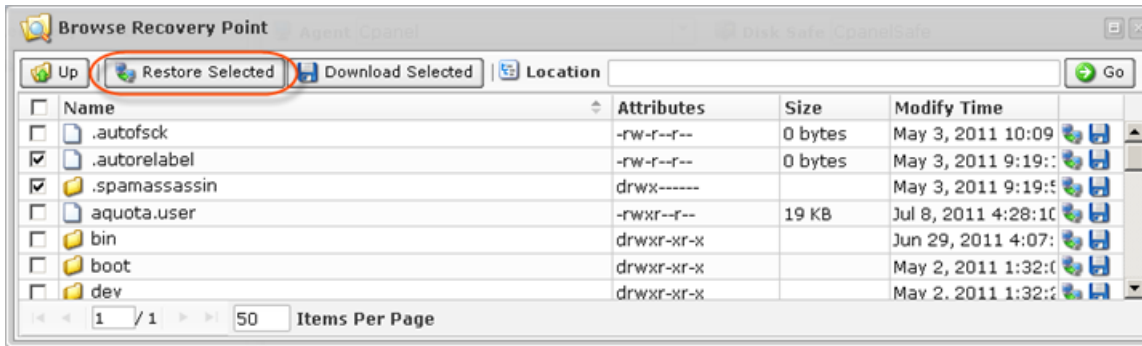 Browse Recovery Point Agent Cpanel Disk Safe CpanelSafe
Up Restore Selected Download Selected Location Go
Name Attributes Size Modify Time
.autofsck -rw-r--r-- 0 bytes May 3, 2011 10:09
.autorelabel -rw-r--r-- 0 bytes May 3, 2011 9:19:
.spamassassin drwx------ May 3, 2011 9:19:
aquota.user -rwxr--r-- 19 KB Jul 8, 2011 4:28:10
bin drwxr-xr-x Jun 29, 2011 4:07:
boot drwxr-xr-x May 2, 2011 1:32:
dev drwxr-xr-x May 2, 2011 1:32:
1 / 1 50 Items Per Page